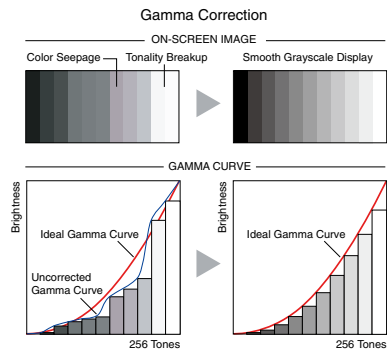 Gamma Correction
ON-SCREEN IMAGE
Color Seepage
Tonality Breakup
Smooth Grayscale Display
GAMMA CURVE
Brightness
Ideal Gamma Curve
Uncorrected
Gamma Curve
256 Tones
Brightness
Ideal Gamma Curve
256 Tones